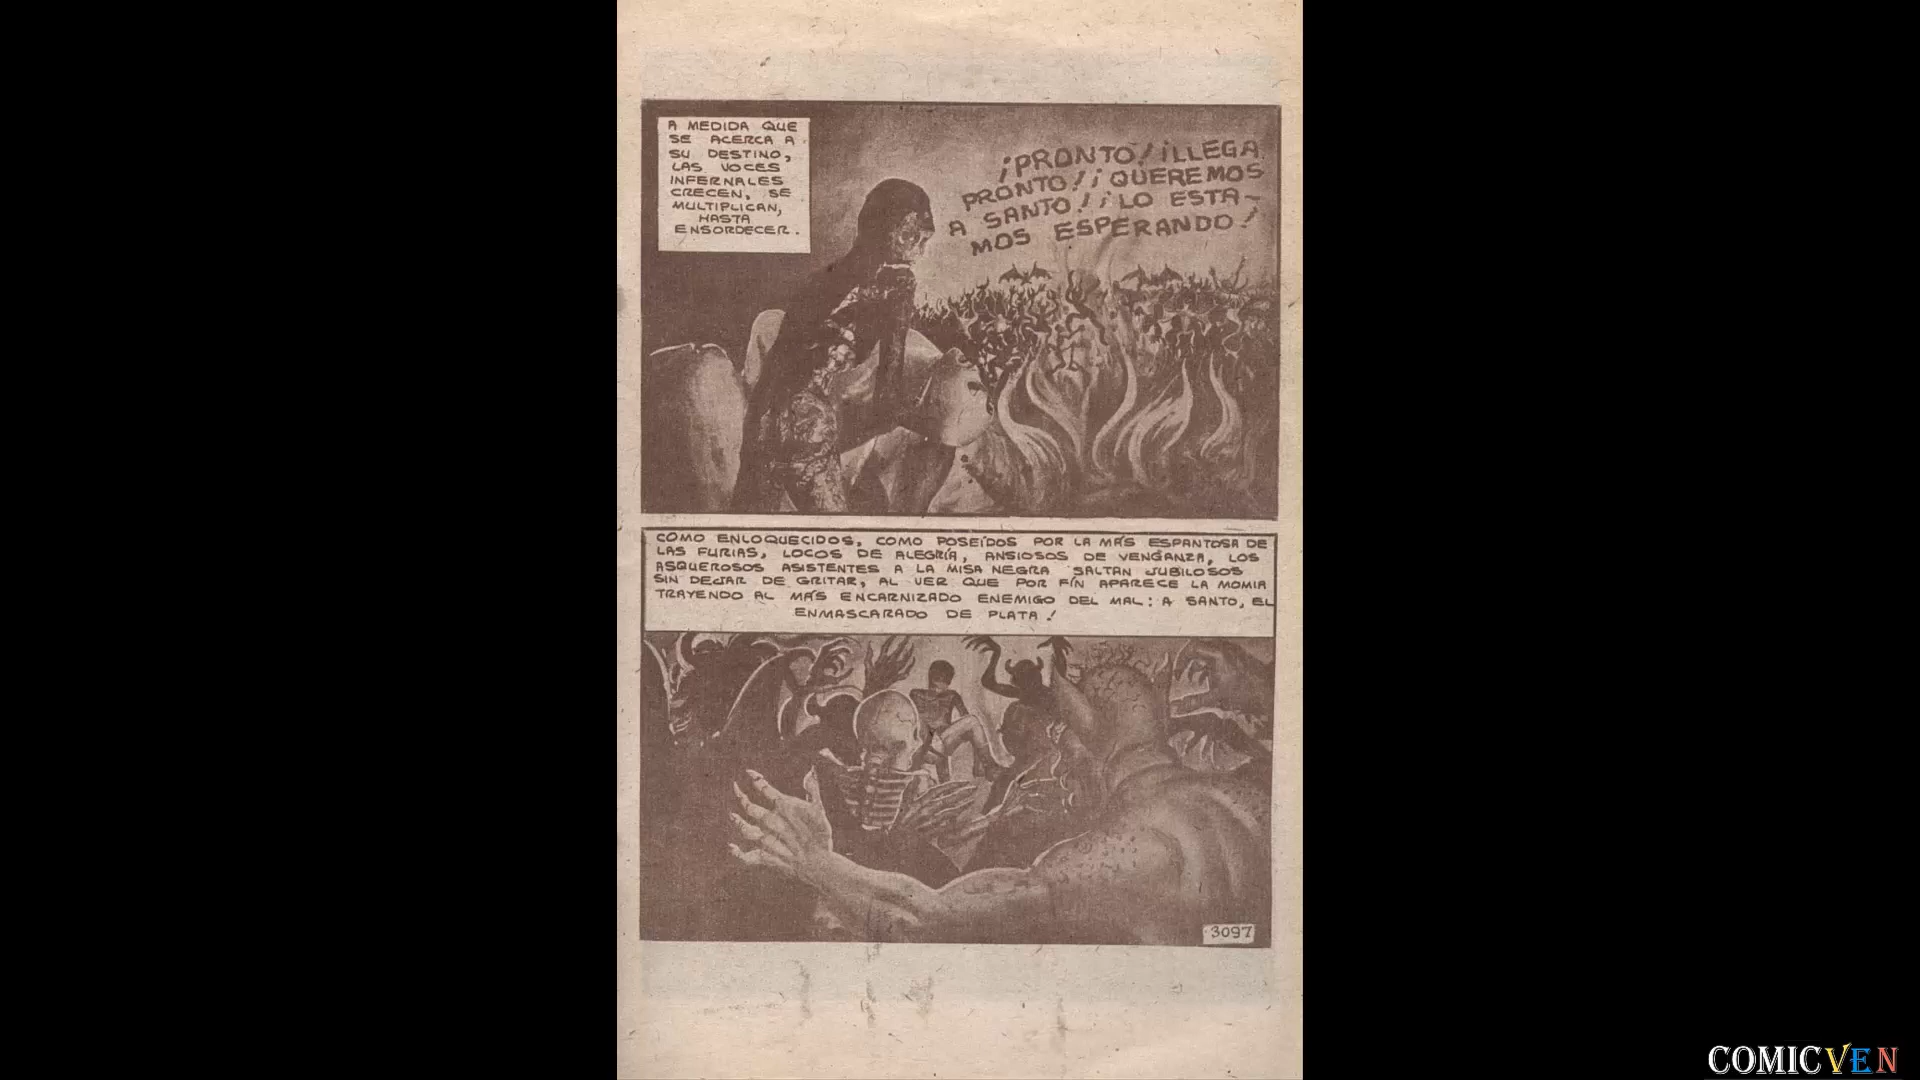 A MEDIDA QUE
SE ACERCA A
SU DESTINO,
LAS VOCES
INFERNALES
CRECEN, SE
MULTIPLICAN,
HASTA
ENSORDECER.
¡PRONTO! ¡LLEGA
PRONTO! ¡QUEREMOS
A SANTO! ¡LO ESTA-
MOS ESPERANDO!
COMO ENLOQUECIDOS, COMO POSEÍDOS POR LA MÁS ESPANTOSA DE
LAS FURIAS, LOCOS DE ALEGRÍA, ANSIOSOS DE VENGANZA, LOS
ASQUEROSOS ASISTENTES A LA MISA NEGRA SALTAN JUBILOSOS
SIN DEJAR DE GRITAR, AL VER QUE POR FÍN APARECE LA MOMIA
TRAYENDO AL MÁS ENCARNIZADO ENEMIGO DEL MAL: A SANTO, EL
ENMASCARADO DE PLATA!
3097
COMICVEN